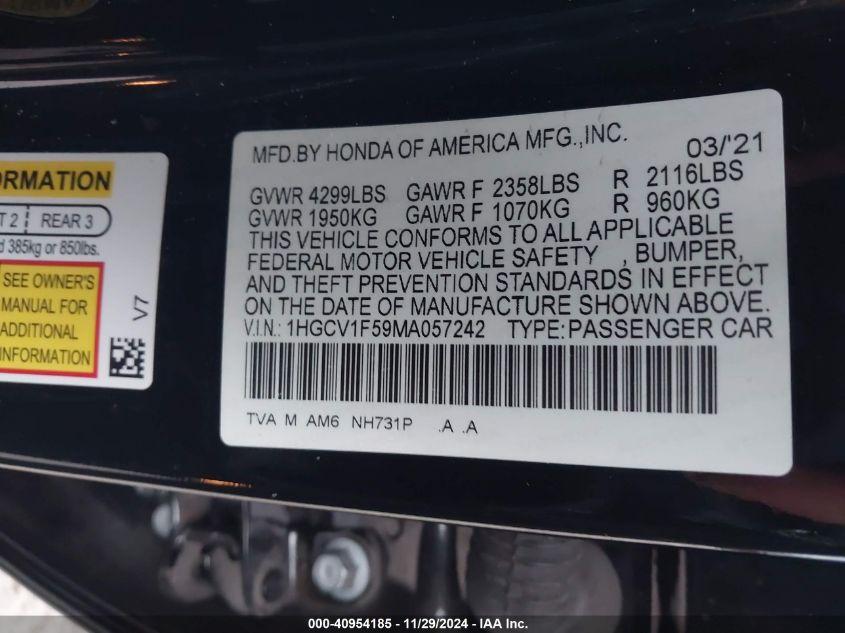 ORMATION
T 2 REAR 3
d 385kg or 850lbs.
SEE OWNER'S
MANUAL FOR
ADDITIONAL
INFORMATION
V7
MFD.BY HONDA OF AMERICA MFG.,INC. 03/'21
GVWR 4299LBS GAWR F 2358LBS R 2116LBS
GVWR 1950KG GAWR F 1070KG R 960KG
THIS VEHICLE CONFORMS TO ALL APPLICABLE
FEDERAL MOTOR VEHICLE SAFETY , BUMPER,
AND THEFT PREVENTION STANDARDS IN EFFECT
ON THE DATE OF MANUFACTURE SHOWN ABOVE.
V.I.N.: 1HGCV1F59MA057242 TYPE:PASSENGER CAR
TVA M AM6 NH731P .A .A
000-40954185 - 11/29/2024 - IAA Inc.